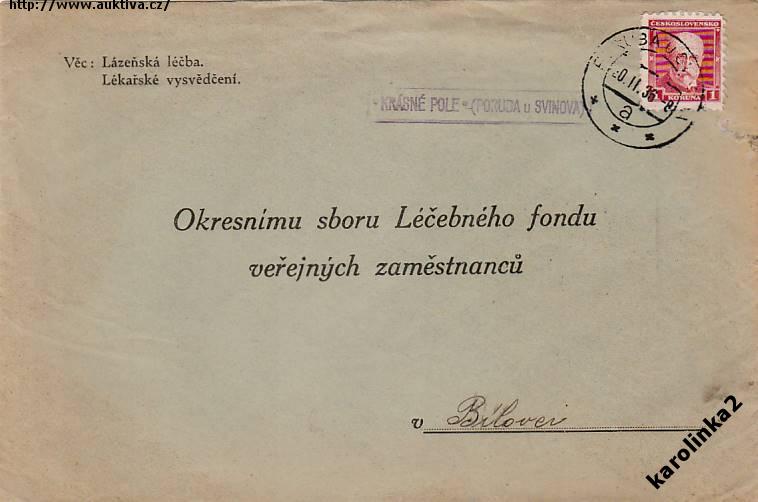 http://www.auktiva.cz/
Věc: Lázeňská léčba.
Lékařské vysvědčení.
ČESKOSLOVENSKO
KORUNA 1
a
KRÁSNÉ POLE - (PORUBA u SVINOVA)
Okresnímu sboru Léčebného fondu
veřejných zaměstnanců
v Bílovci
karolinka2